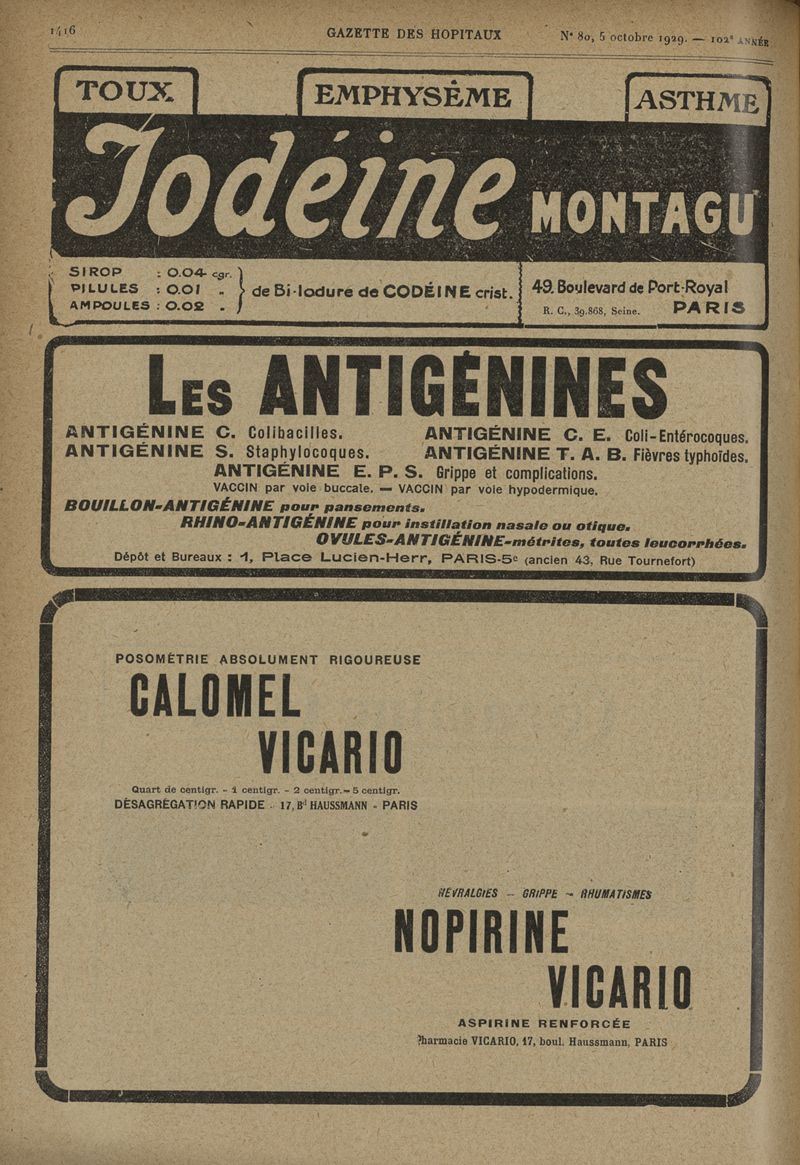 1416
GAZETTE DES HOPITAUX
N° 80, 5 octobre 1929. — 102e ANNÉE
TOUX
EMPHYSÈME
ASTHME
Iodéine MONTAGU
SIROP : 0.04 cgr.
PILULES : 0.01 „
AMPOULES : 0.02 „
de Bi-Iodure de CODÉINE crist.
49, Boulevard de Port-Royal
R. C., 39.868, Seine. PARIS
LES ANTIGÉNINES
ANTIGÉNINE C. Colibacilles. ANTIGÉNINE C. E. Coli-Entérocoques.
ANTIGÉNINE S. Staphylocoques. ANTIGÉNINE T. A. B. Fièvres typhoïdes.
ANTIGÉNINE E. P. S. Grippe et complications.
VACCIN par voie buccale. — VACCIN par voie hypodermique.
BOUILLON-ANTIGÉNINE pour pansements.
RHINO-ANTIGÉNINE pour instillation nasale ou otique.
OVULES-ANTIGÉNINE-métrites, toutes leucorrhées.
Dépôt et Bureaux : 1, Place Lucien-Herr, PARIS-5e (ancien 43, Rue Tournefort)
POSOMÉTRIE ABSOLUMENT RIGOUREUSE
CALOMEL
VICARIO
Quart de centigr. - 1 centigr. - 2 centigr. - 5 centigr.
DÉSAGRÉGATION RAPIDE - 17, Bd HAUSSMANN - PARIS
NEVRALGIES — GRIPPE — RHUMATISMES
NOPIRINE
VICARIO
ASPIRINE RENFORCÉE
Pharmacie VICARIO, 17, boul. Haussmann, PARIS